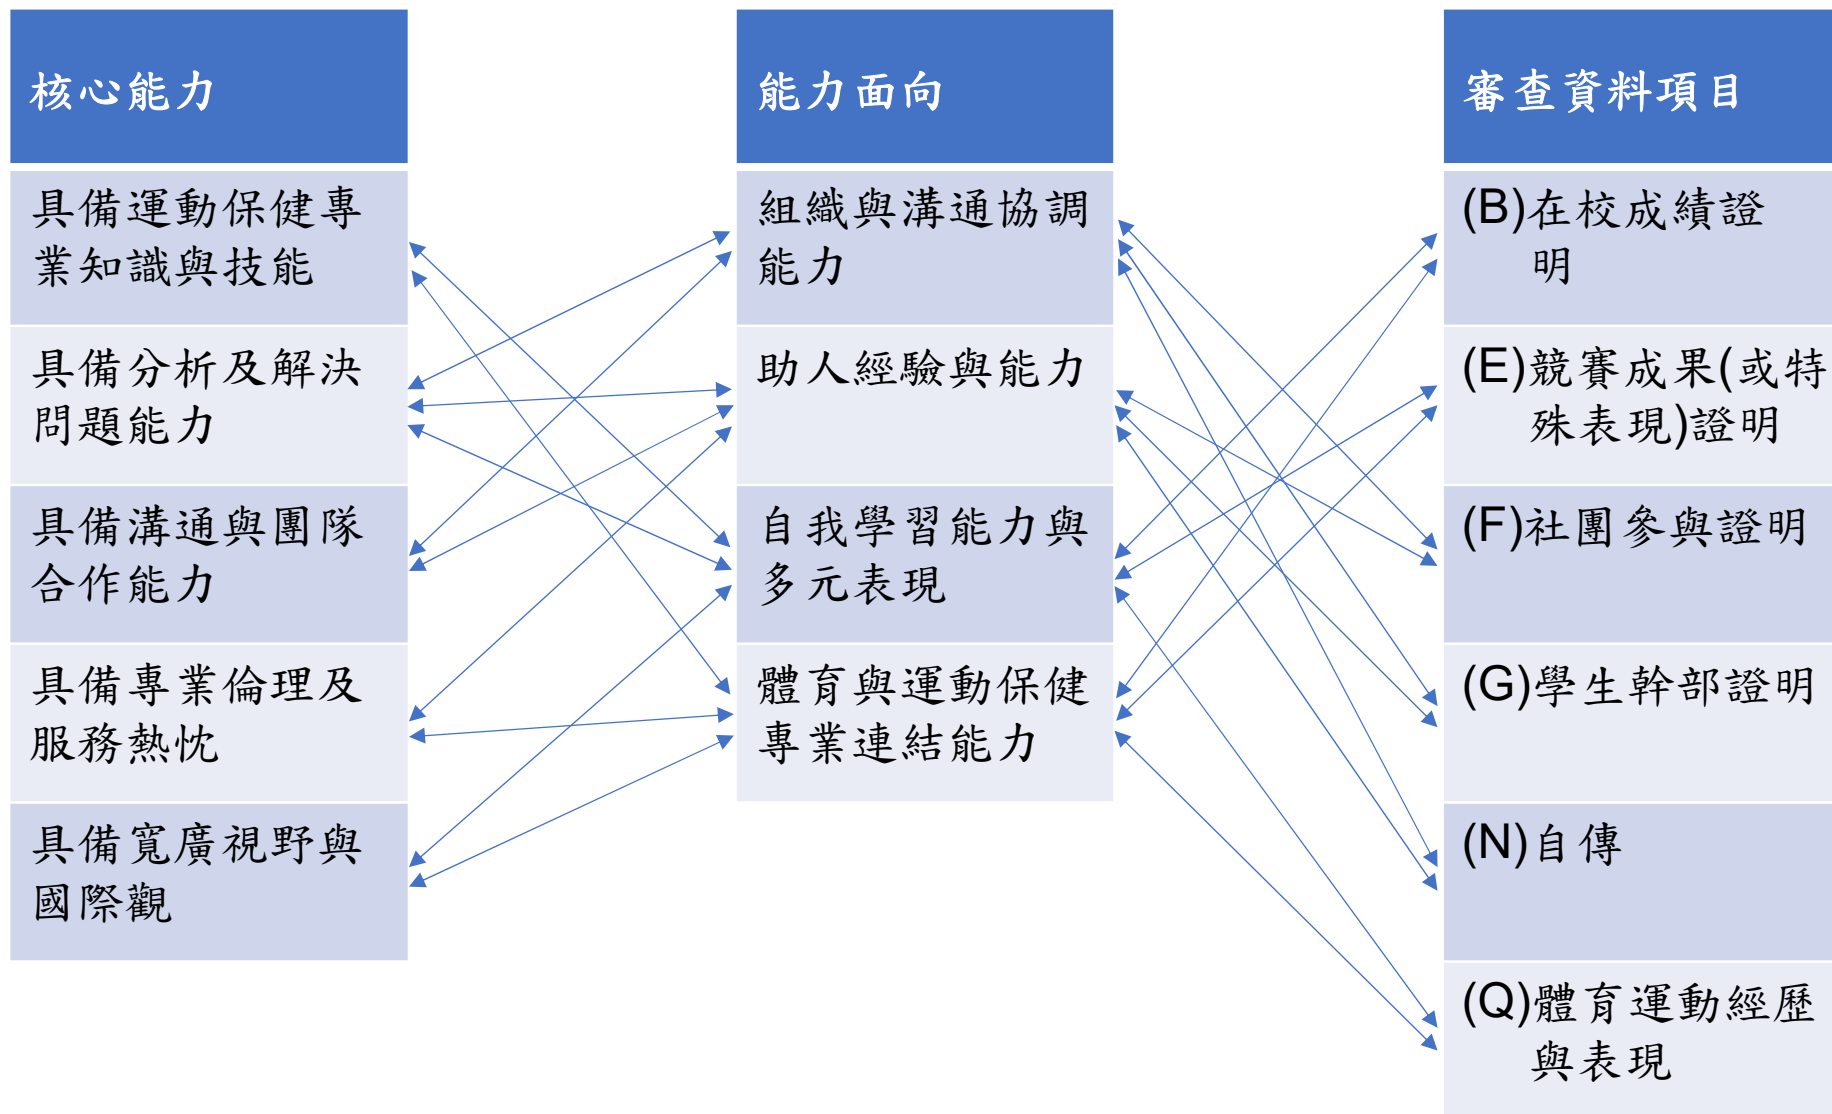 核心能力
具備運動保健專
業知識與技能
具備分析及解決
問題能力
具備溝通與團隊
合作能力
具備專業倫理及
服務熱忱
具備寬廣視野與
國際觀
能力面向
組織與溝通協調
能力
助人經驗與能力
自我學習能力與
多元表現
體育與運動保健
專業連結能力
審查資料項目
(B)在校成績證
明
(E)競賽成果(或特
殊表現)證明
(F)社團參與證明
(G)學生幹部證明
(N)自傳
(Q)體育運動經歷
與表現